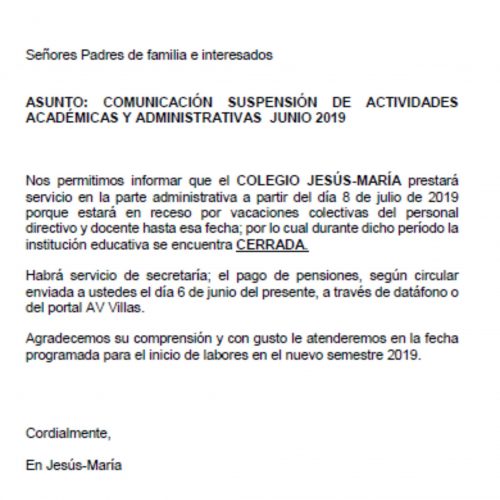 Señores Padres de familia e interesados
ASUNTO: COMUNICACIÓN SUSPENSIÓN DE ACTIVIDADES
ACADÉMICAS Y ADMINISTRATIVAS JUNIO 2019
Nos permitimos informar que el COLEGIO JESÚS-MARÍA prestará
servicio en la parte administrativa a partir del día 8 de julio de 2019
porque estará en receso por vacaciones colectivas del personal
directivo y docente hasta esa fecha; por lo cual durante dicho período la
institución educativa se encuentra CERRADA.
Habrá servicio de secretaría; el pago de pensiones, según circular
enviada a ustedes el día 6 de junio del presente, a través de datáfono o
del portal AV Villas.
Agradecemos su comprensión y con gusto le atenderemos en la fecha
programada para el inicio de labores en el nuevo semestre 2019.
Cordialmente,
En Jesús-María